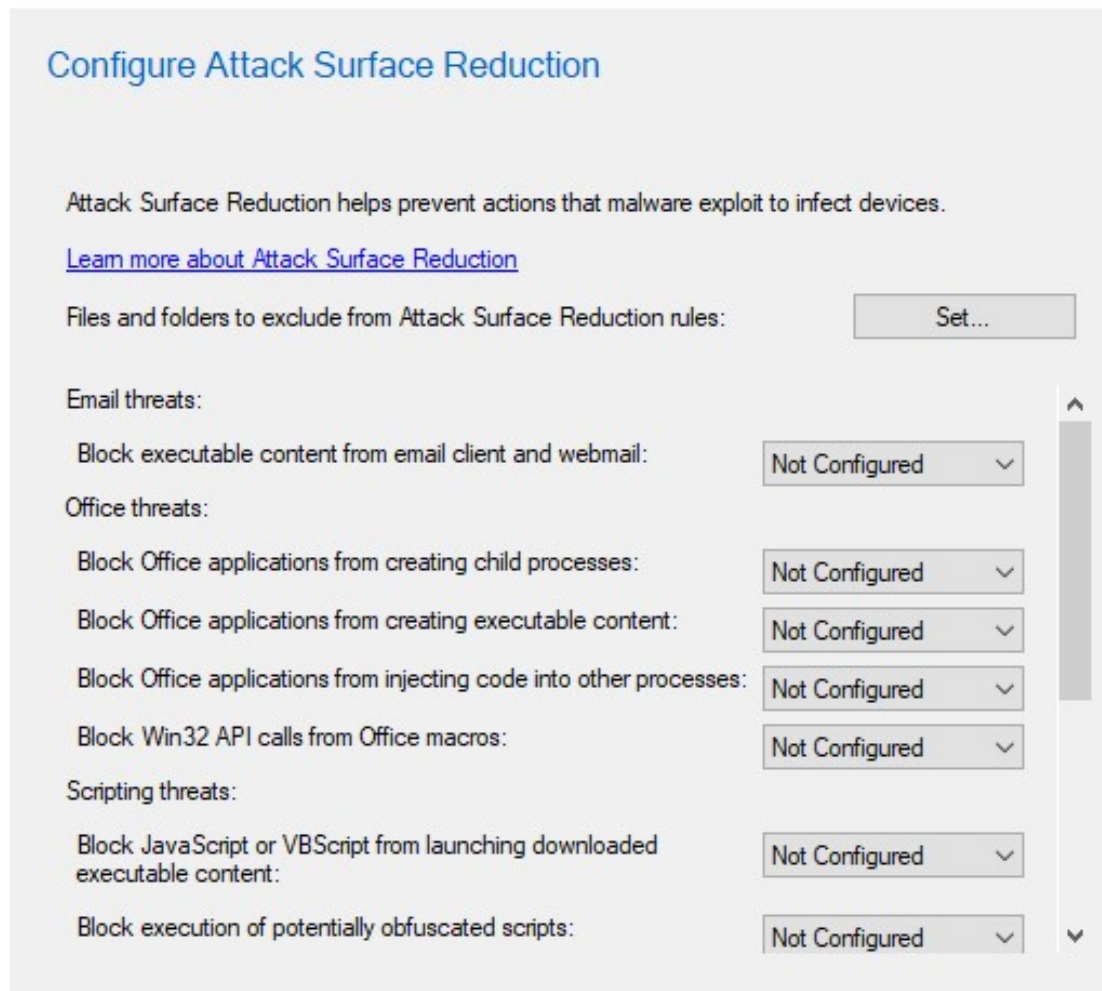 Configure Attack Surface Reduction
Attack Surface Reduction helps prevent actions that malware exploit to infect devices.
Learn more about Attack Surface Reduction
Files and folders to exclude from Attack Surface Reduction rules:
Set...
Email threats:
Block executable content from email client and webmail:
Not Configured
Office threats:
Block Office applications from creating child processes:
Not Configured
Block Office applications from creating executable content:
Not Configured
Block Office applications from injecting code into other processes:
Not Configured
Block Win32 API calls from Office macros:
Not Configured
Scripting threats:
Block JavaScript or VBScript from launching downloaded
executable content:
Not Configured
Block execution of potentially obfuscated scripts:
Not Configured